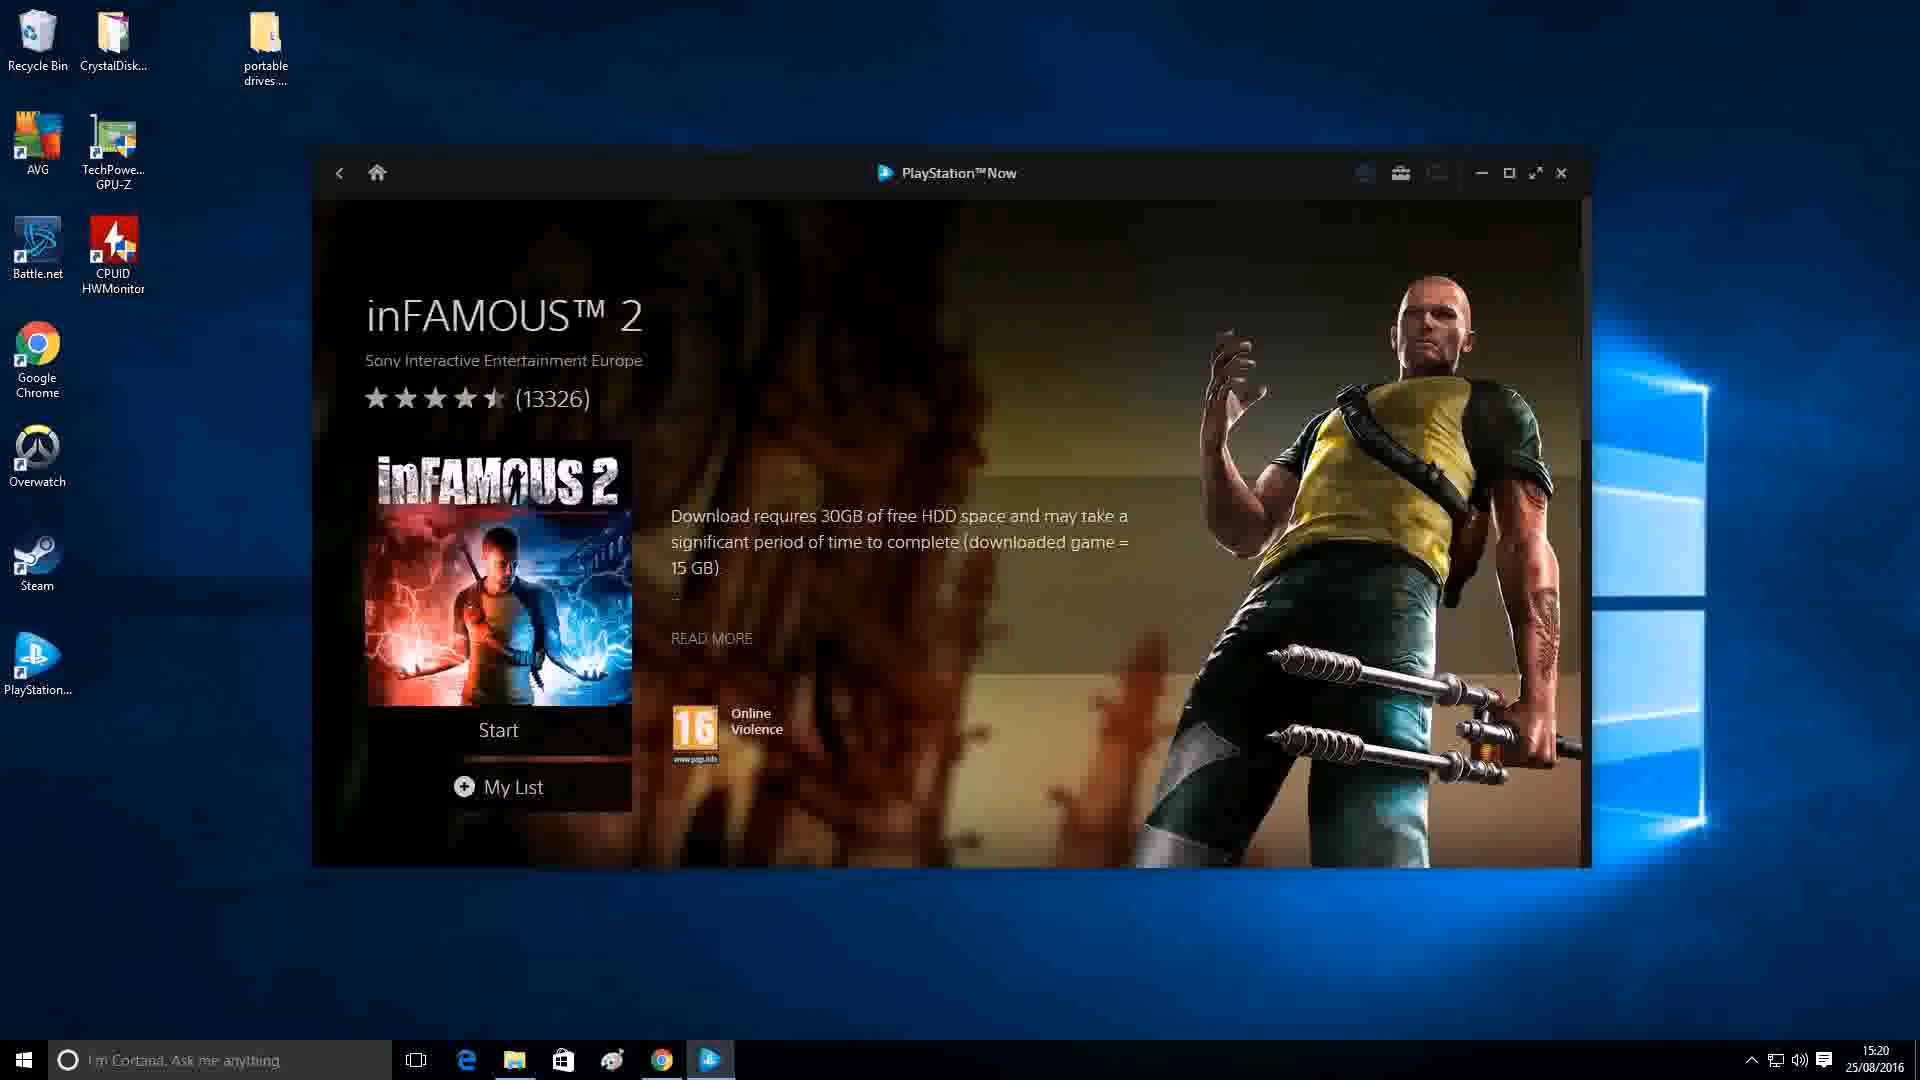 Recycle Bin
CrystalDisk...
portable
drives ...
AVG
TechPowe...
GPU-Z
Battle.net
CPUID
HWMonitor
Google
Chrome
Overwatch
Steam
PlayStation...
PlayStation™Now
inFAMOUS™ 2
Sony Interactive Entertainment Europe
(13326)
inFAMOUS 2
Download requires 30GB of free HDD space and may take a
significant period of time to complete (downloaded game =
15 GB)
..
READ MORE
Start
My List
16
www.pegi.info
Online
Violence
I'm Cortana. Ask me anything.
15:20
25/08/2016